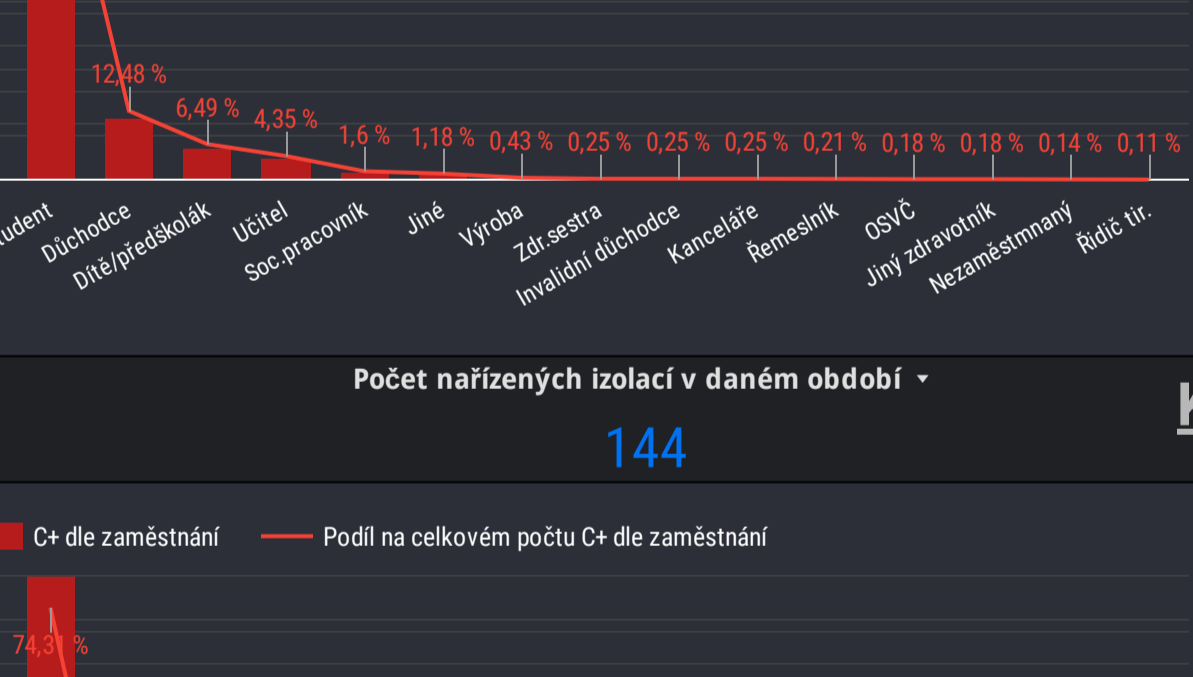 12,48 %
6,49 %
4,35 %
1,6 %
1,18 %
0,43 %
0,25 %
0,25 %
0,25 %
0,21 %
0,18 %
0,18 %
0,14 %
0,11 %
tudent
Důchodce
Dítě/předškolák
Učitel
Soc.pracovník
Jiné
Výroba
Zdr.sestra
Invalidní důchodce
Kanceláře
Řemeslník
OSVČ
Jiný zdravotník
Nezaměstmnaný
Řidič tir.
Počet nařízených izolací v daném období
144
K
C+ dle zaměstnání
Podíl na celkovém počtu C+ dle zaměstnání
74,31 %